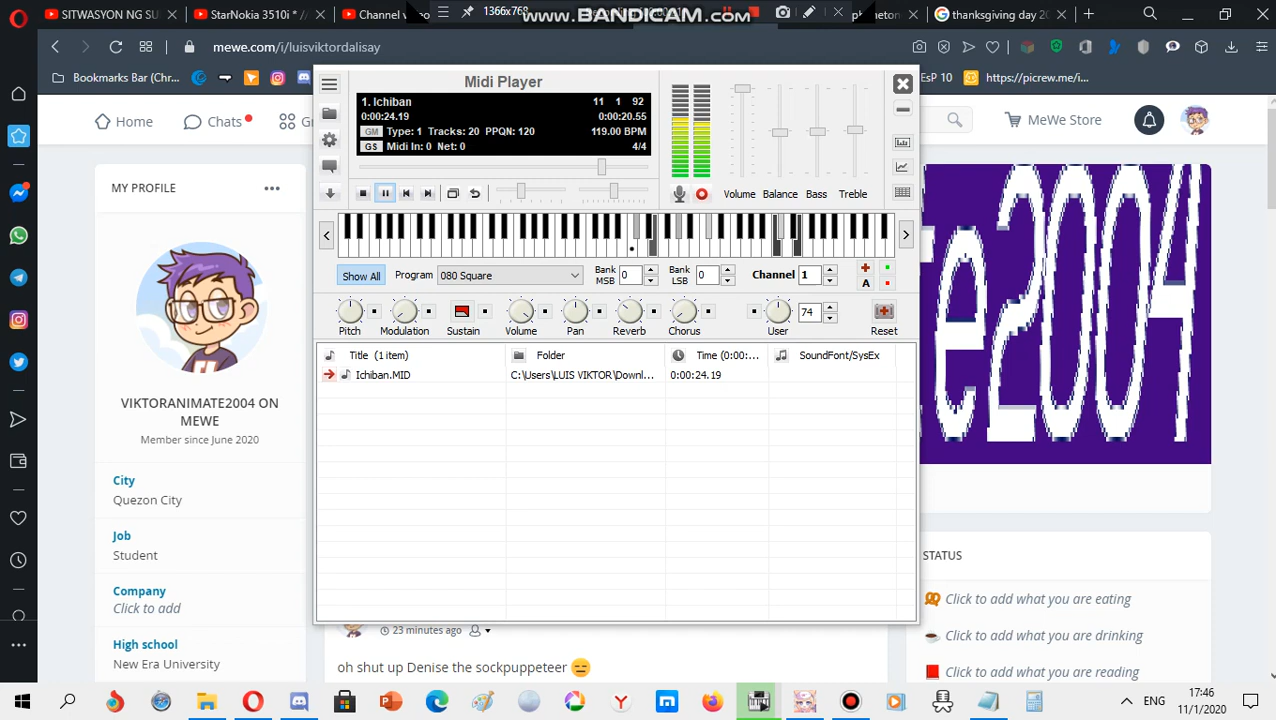 SITWASYON NG SU
StarNokia 3510i * //
Channel vi
1366x768
www.BANDICAM.com
thanksgiving day 20
mewe.com/i/luisviktordalisay
Bookmarks Bar (Chr...
EsP 10
https://picrew.me/i...
Home
Chats
Gr
MeWe Store
Midi Player
1. Ichiban
11 1 92
0:00:24.19
0:00:20.55
GM Type: 1 Tracks: 20 PPQN: 120
119.00 BPM
GS Midi In: 0 Net: 0
4/4
Volume Balance Bass Treble
Show All
Program
080 Square
Bank MSB
0
Bank LSB
0
Channel
1
A
Pitch Modulation Sustain Volume Pan Reverb Chorus User
74
Reset
Title (1 item)
Folder
Time (0:00:...
SoundFont/SysEx
Ichiban.MID
C:\Users\LUIS VIKTOR\Downl...
0:00:24.19
MY PROFILE
VIKTORANIMATE2004 ON
MEWE
Member since June 2020
City
Quezon City
Job
Student
Company
Click to add
High school
New Era University
te2004
23 minutes ago
oh shut up Denise the sockpuppeteer
STATUS
Click to add what you are eating
Click to add what you are drinking
Click to add what you are reading
ENG
17:46
11/1/2020